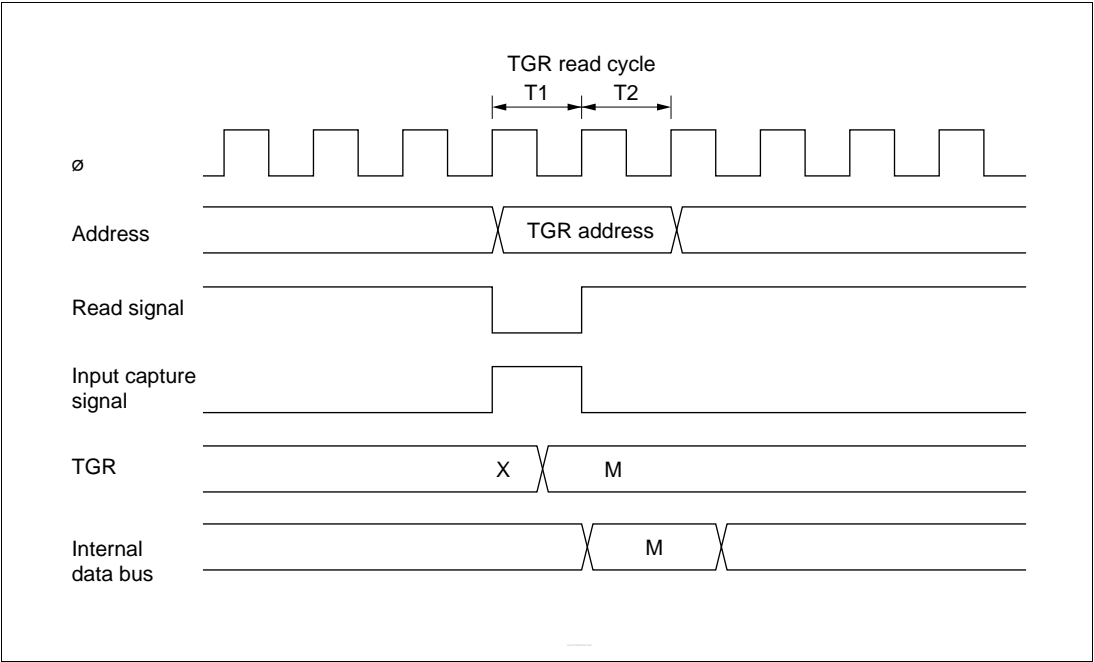 TGR read cycle
T1 T2
ø
Address
TGR address
Read signal
Input capture
signal
TGR
X M
Internal
data bus
M